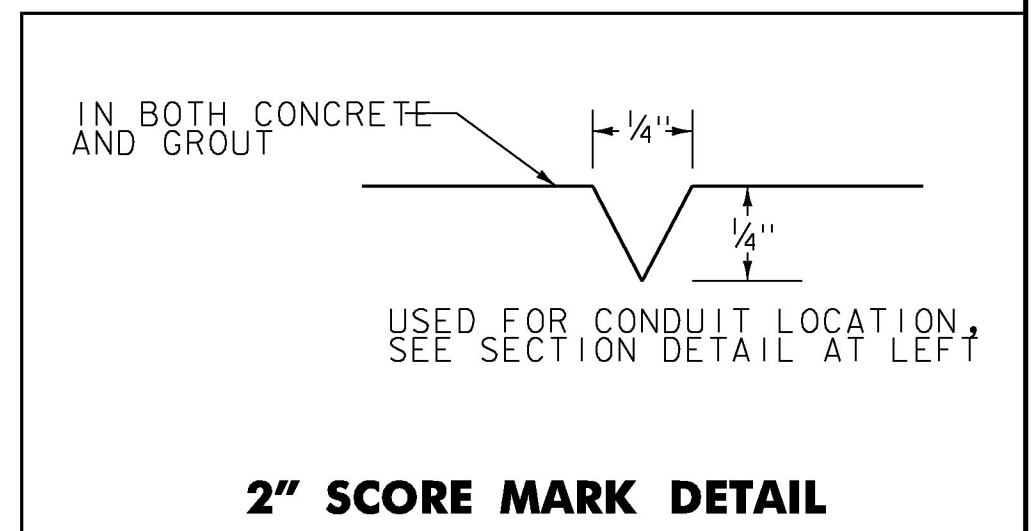 IN BOTH CONCRETE
AND GROUT
1/4"
1/4"
USED FOR CONDUIT LOCATION,
SEE SECTION DETAIL AT LEFT
2" SCORE MARK DETAIL